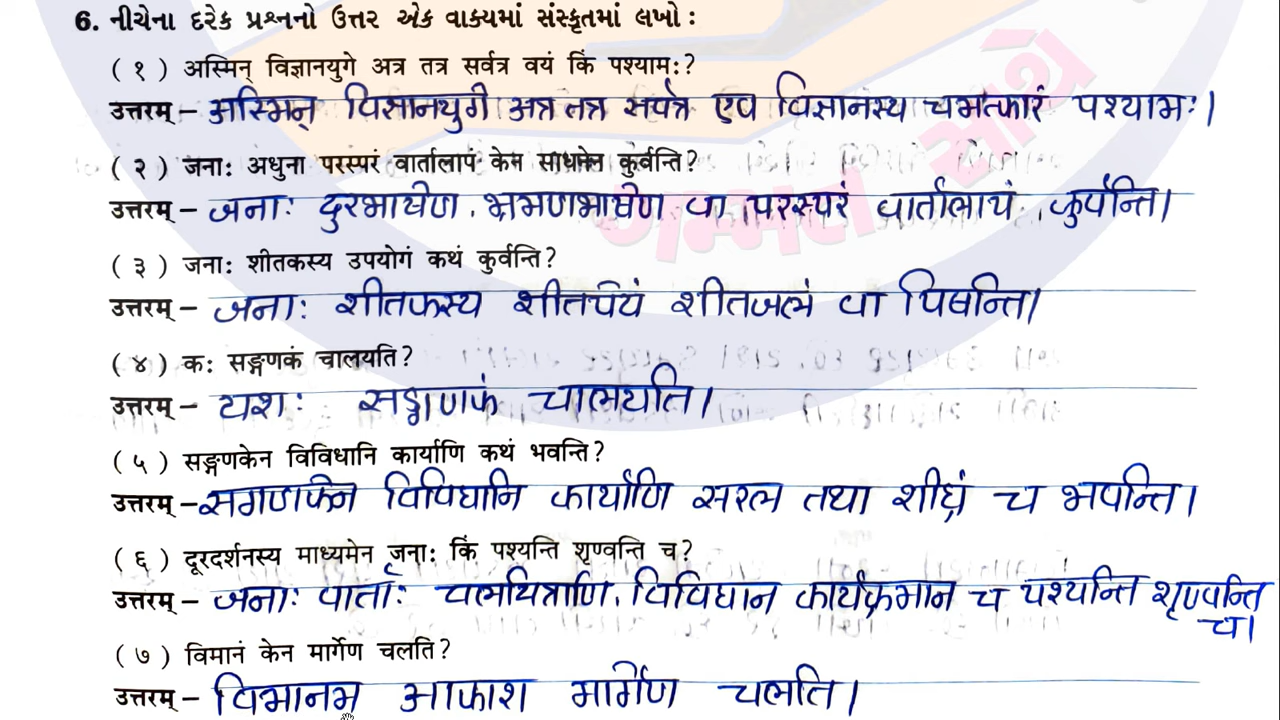 6. નીચેના દરેક પ્રશ્નનો ઉત્તર એક વાક્યમાં સંસ્કૃતમાં લખો :
( १ ) अस्मिन् विज्ञानयुगे अत्र तत्र सर्वत्र वयं किं पश्यामः?
उत्तरम् – अस्मिन् विज्ञानयुगे अत्र तत्र सर्वत्र एव विज्ञानस्य चमत्कारं पश्यामः।
( २ ) जनाः अधुना परस्परं वार्तालापं केन साधनेन कुर्वन्ति?
उत्तरम् – जनाः दुरभाषेण, भ्रमणभाषेण वा परस्परं वार्तालापं कुर्वन्ति।
( ३ ) जनाः शीतकस्य उपयोगं कथं कुर्वन्ति?
उत्तरम् – जनाः शीतकस्य शीतपेयं शीतजलं वा पिबन्ति।
( ४ ) कः सङ्गणकं चालयति?
उत्तरम् – यशः सङ्गणकं चालयति।
( ५ ) सङ्गणकेन विविधानि कार्याणि कथं भवन्ति?
उत्तरम् – सगणकेन विविधानि कार्याणि सरल तथा शीघ्रं च भवन्ति।
( ६ ) दूरदर्शनस्य माध्यमेन जनाः किं पश्यन्ति शृण्वन्ति च?
उत्तरम् – जनाः वार्ताः चलचित्राणि, विविधान कार्यक्रमान च पश्यन्ति शृण्वन्ति
च।
( ७ ) विमानं केन मार्गेण चलति?
उत्तरम् – विमानम् आकाश मार्गेण चलति।
ગમ્મત સાથે